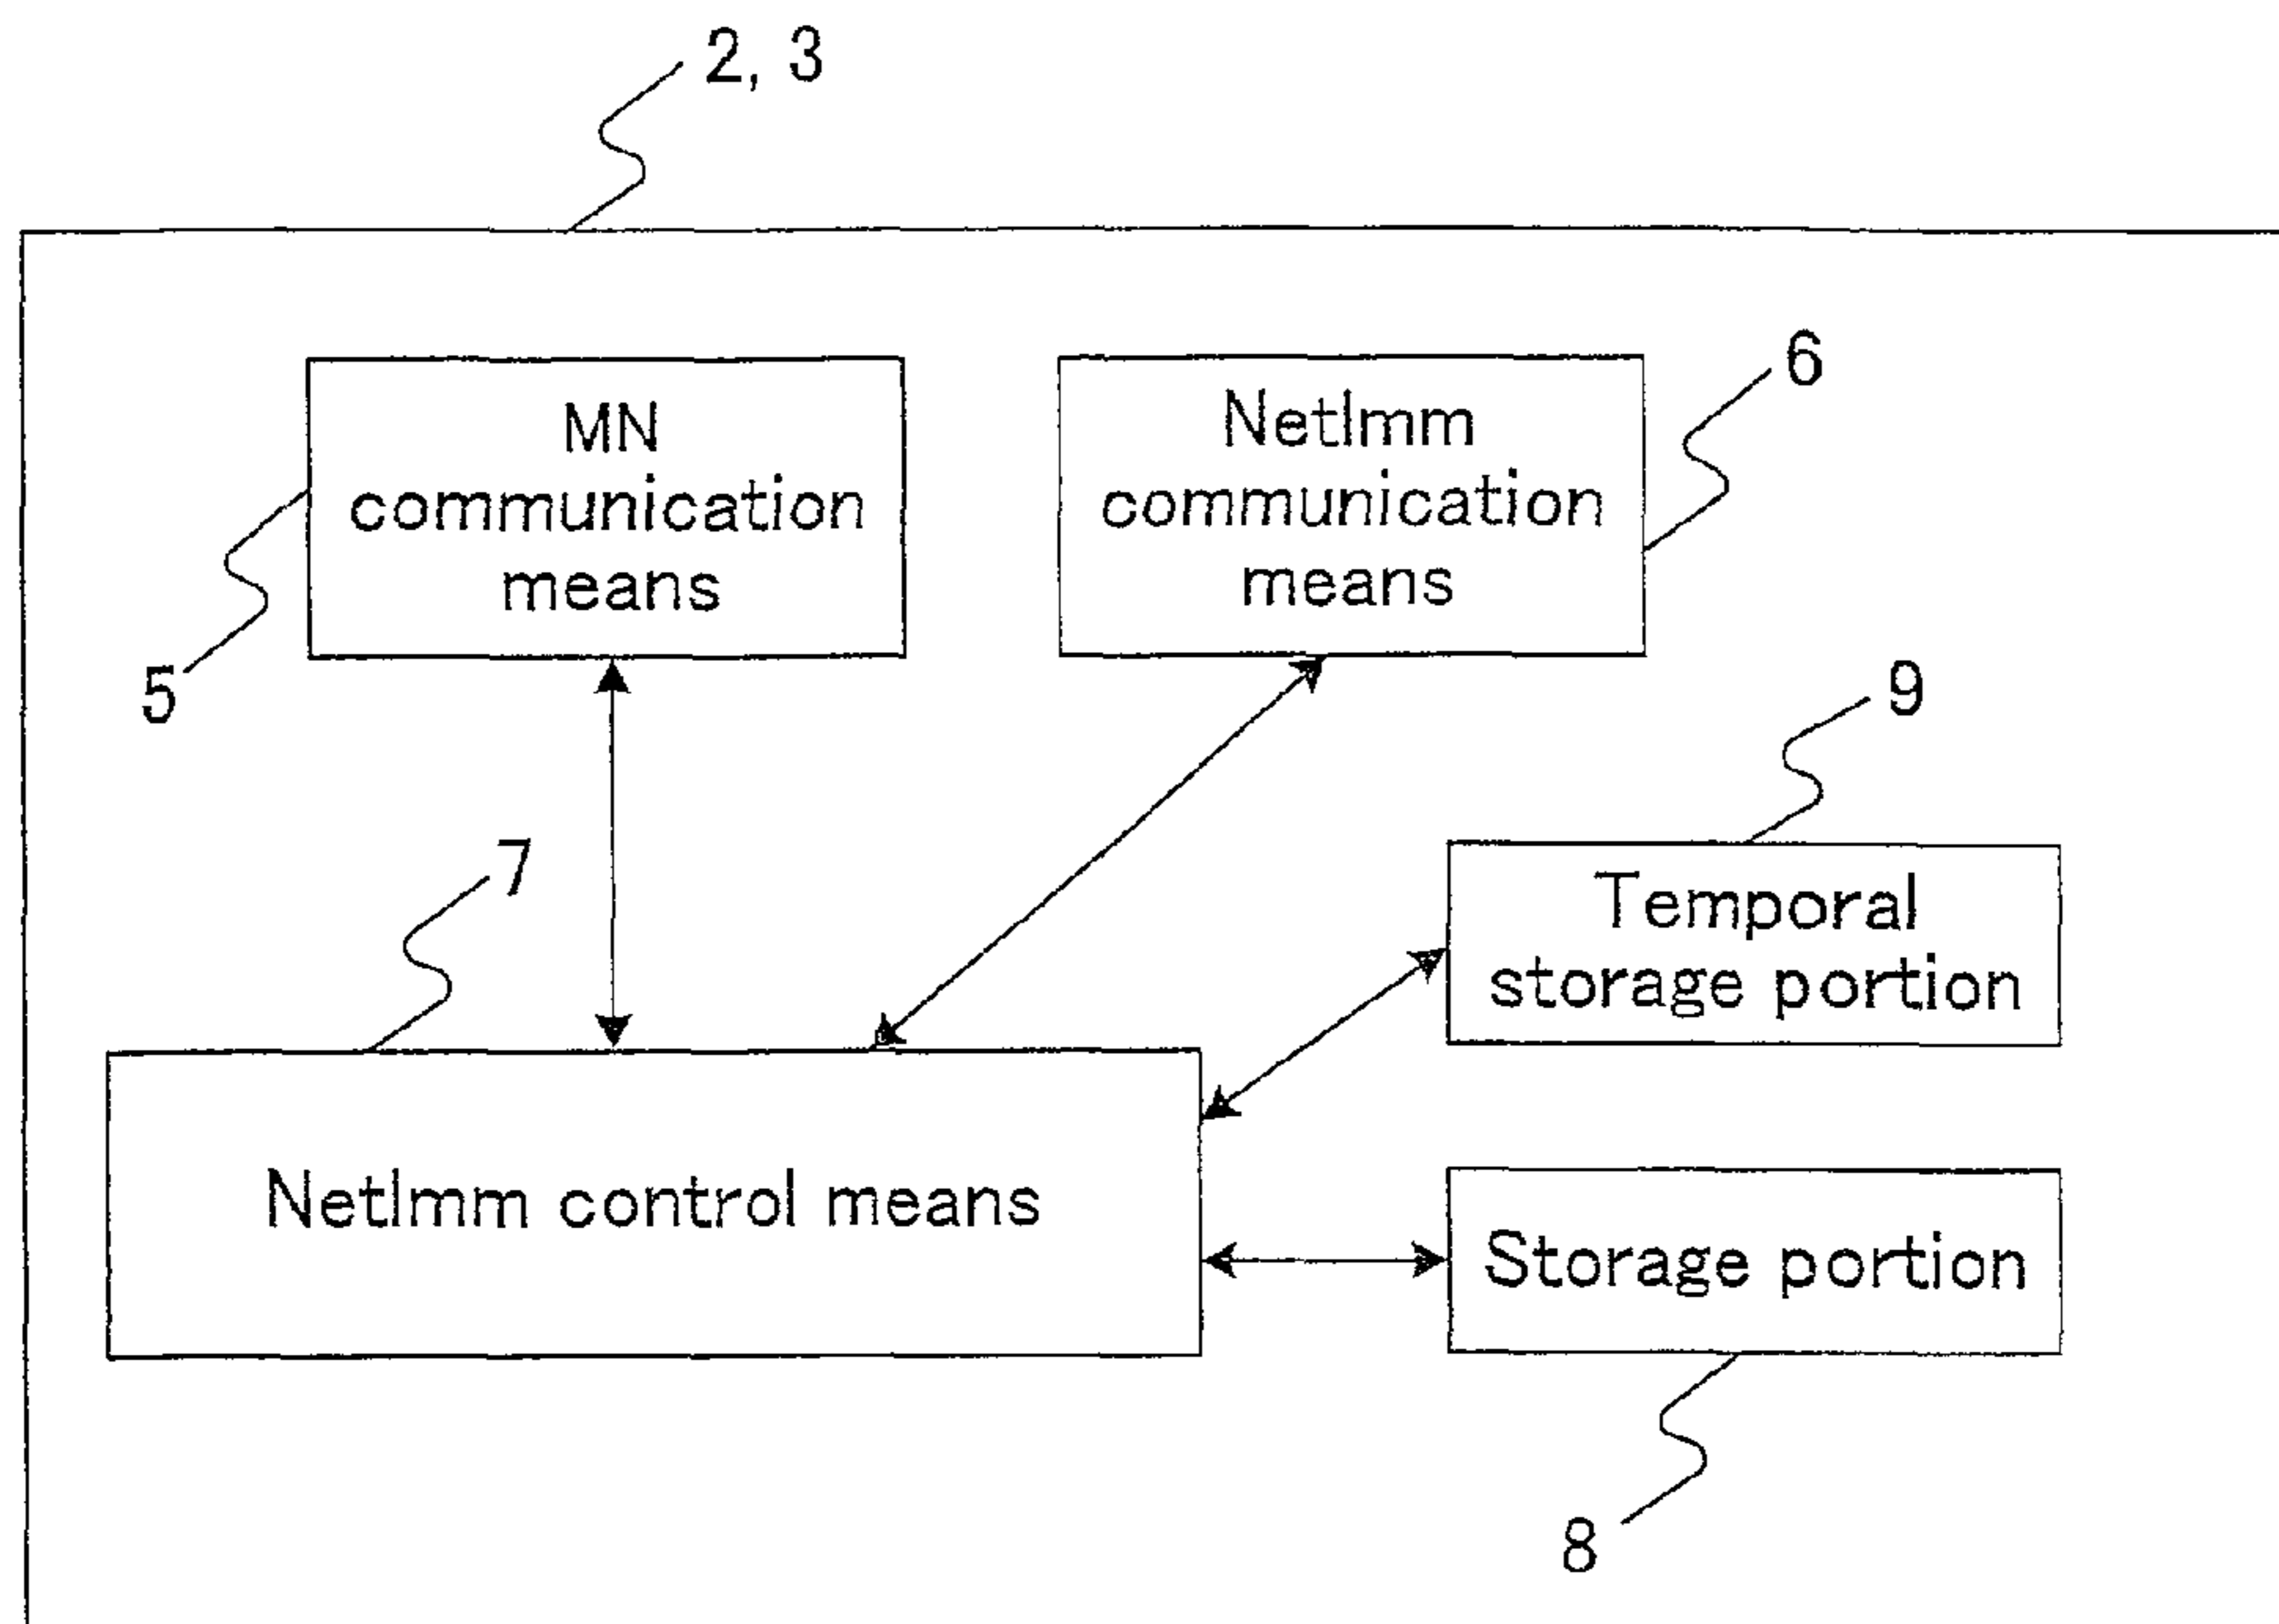 2, 3
MN
communication
means
5
NetImm
communication
means
6
9
Temporal
storage portion
7
NetImm control means
Storage portion
8